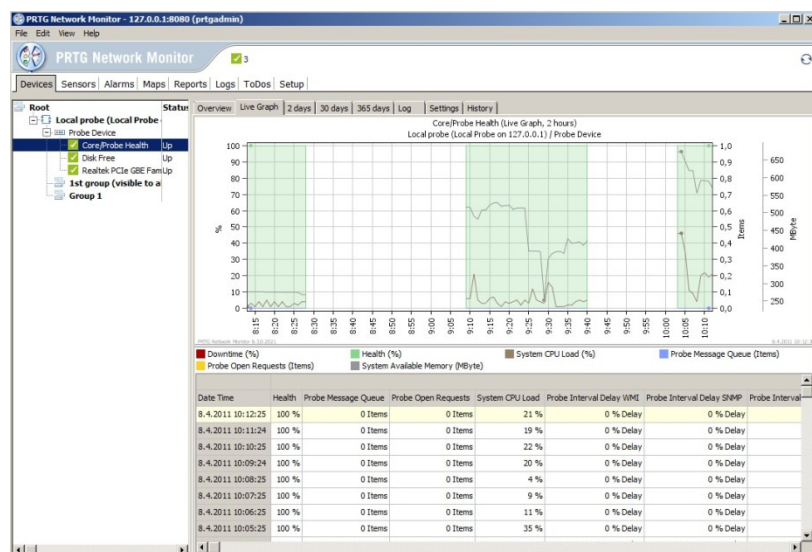 PRTG Network Monitor - 127.0.0.1:8080 (prtgadmin)
File Edit View Help
PRTG Network Monitor
3
Devices Sensors Alarms Maps Reports Logs ToDos Setup
Root Status
Local probe (Local Probe
Probe Device
Core/Probe Health Up
Disk Free Up
Realtek PCIe GBE Fam Up
1st group (visible to a
Group 1
Overview Live Graph 2 days 30 days 365 days Log Settings History
Core/Probe Health (Live Graph, 2 hours)
Local probe (Local Probe on 127.0.0.1) / Probe Device
100 1,0
90 0,9 650
80 0,8 600
70 0,7 550
60 0,6 500
% 50 0,5 Items 450 MByte
40 0,4 400
30 0,3 350
20 0,2 300
10 0,1 250
0 0,0
8:15 8:20 8:25 8:30 8:35 8:40 8:45 8:50 8:55 9:00 9:05 9:10 9:15 9:20 9:25 9:30 9:35 9:40 9:45 9:50 9:55 10:00 10:05 10:10
Downtime (%) Health (%) System CPU Load (%) Probe Message Queue (Items)
Probe Open Requests (Items) System Available Memory (MByte)
Date Time Health Probe Message Queue Probe Open Requests System CPU Load Probe Interval Delay WMI Probe Interval Delay SNMP Probe Interval
8.4.2011 10:12:25 100 % 0 Items 0 Items 21 % 0 % Delay 0 % Delay
8.4.2011 10:11:24 100 % 0 Items 0 Items 19 % 0 % Delay 0 % Delay
8.4.2011 10:10:25 100 % 0 Items 0 Items 22 % 0 % Delay 0 % Delay
8.4.2011 10:09:24 100 % 0 Items 0 Items 20 % 0 % Delay 0 % Delay
8.4.2011 10:08:25 100 % 0 Items 0 Items 4 % 0 % Delay 0 % Delay
8.4.2011 10:07:25 100 % 0 Items 0 Items 9 % 0 % Delay 0 % Delay
8.4.2011 10:06:25 100 % 0 Items 0 Items 11 % 0 % Delay 0 % Delay
8.4.2011 10:05:25 100 % 0 Items 0 Items 35 % 0 % Delay 0 % Delay